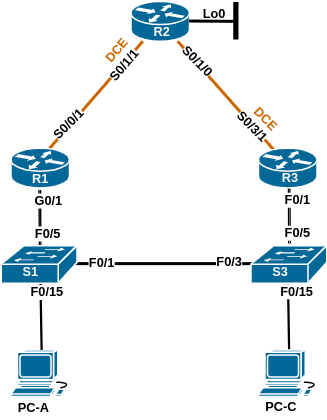 Lo0
R2
DCE
S0/1/1
S0/1/0
S0/0/1
DCE
S0/3/1
R1
R3
G0/1
F0/1
F0/5
F0/5
S1
F0/1
F0/3
S3
F0/15
F0/15
PC-A
PC-C